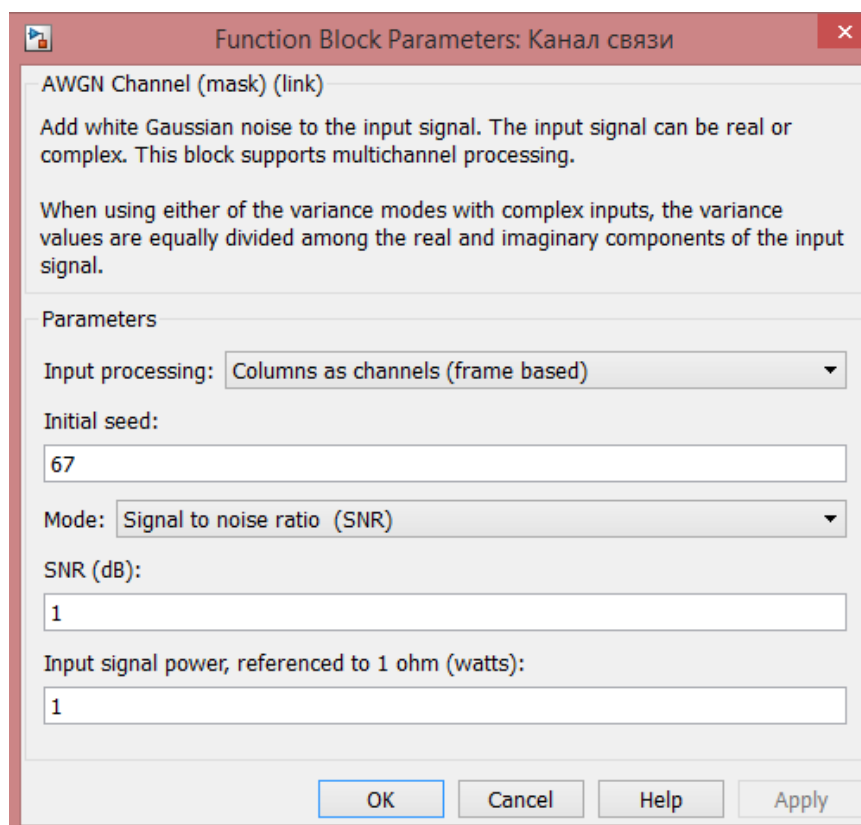 Function Block Parameters: Канал связи
AWGN Channel (mask) (link)
Add white Gaussian noise to the input signal. The input signal can be real or
complex. This block supports multichannel processing.
When using either of the variance modes with complex inputs, the variance
values are equally divided among the real and imaginary components of the input
signal.
Parameters
Input processing: Columns as channels (frame based)
Initial seed:
67
Mode: Signal to noise ratio  (SNR)
SNR (dB):
1
Input signal power, referenced to 1 ohm (watts):
1
OK Cancel Help Apply